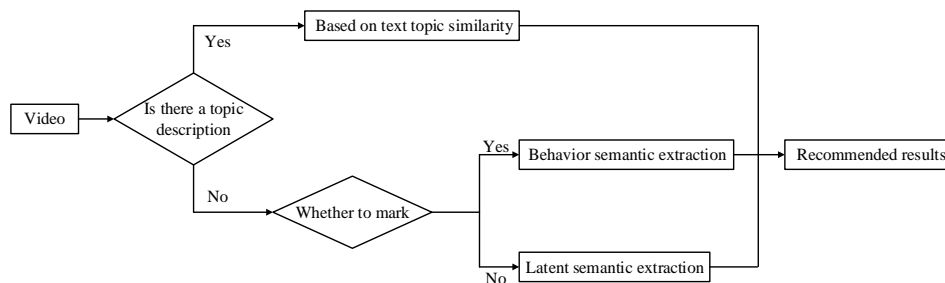 Based on text topic similarity
Yes
Is there a topic
description
Video
Yes
Behavior semantic extraction
Recommended results
No
Whether to mark
No
Latent semantic extraction